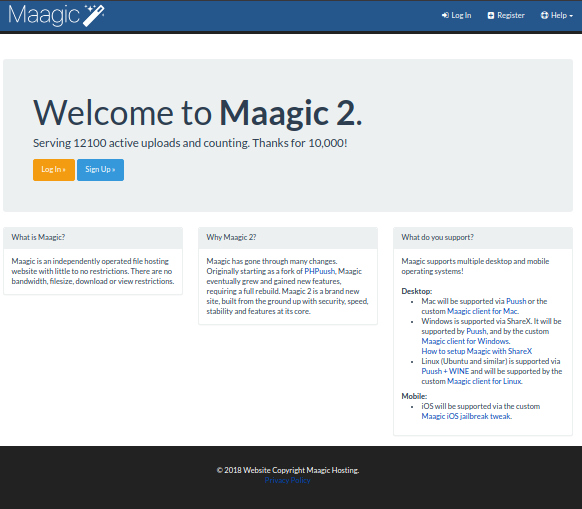 Maagic
Log In
Register
Help
Welcome to Maagic 2.
Serving 12100 active uploads and counting. Thanks for 10,000!
Log In »
Sign Up »
What is Maagic?
Maagic is an independently operated file hosting
website with little to no restrictions. There are no
bandwidth, filesize, download or view restrictions.
Why Maagic 2?
Maagic has gone through many changes.
Originally starting as a fork of PHPuush, Maagic
eventually grew and gained new features,
requiring a full rebuild. Maagic 2 is a brand new
site, built from the ground up with security, speed,
stability and features at its core.
What do you support?
Maagic supports multiple desktop and mobile
operating systems!
Desktop:
• Mac will be supported via Puush or the
custom Maagic client for Mac.
• Windows is supported via ShareX. It will be
supported by Puush, and by the custom
Maagic client for Windows.
How to setup Maagic with ShareX
• Linux (Ubuntu and similar) is supported via
Puush + WINE and will be supported by the
custom Maagic client for Linux.
Mobile:
• iOS will be supported via the custom
Maagic iOS jailbreak tweak.
© 2018 Website Copyright Maagic Hosting.
Privacy Policy